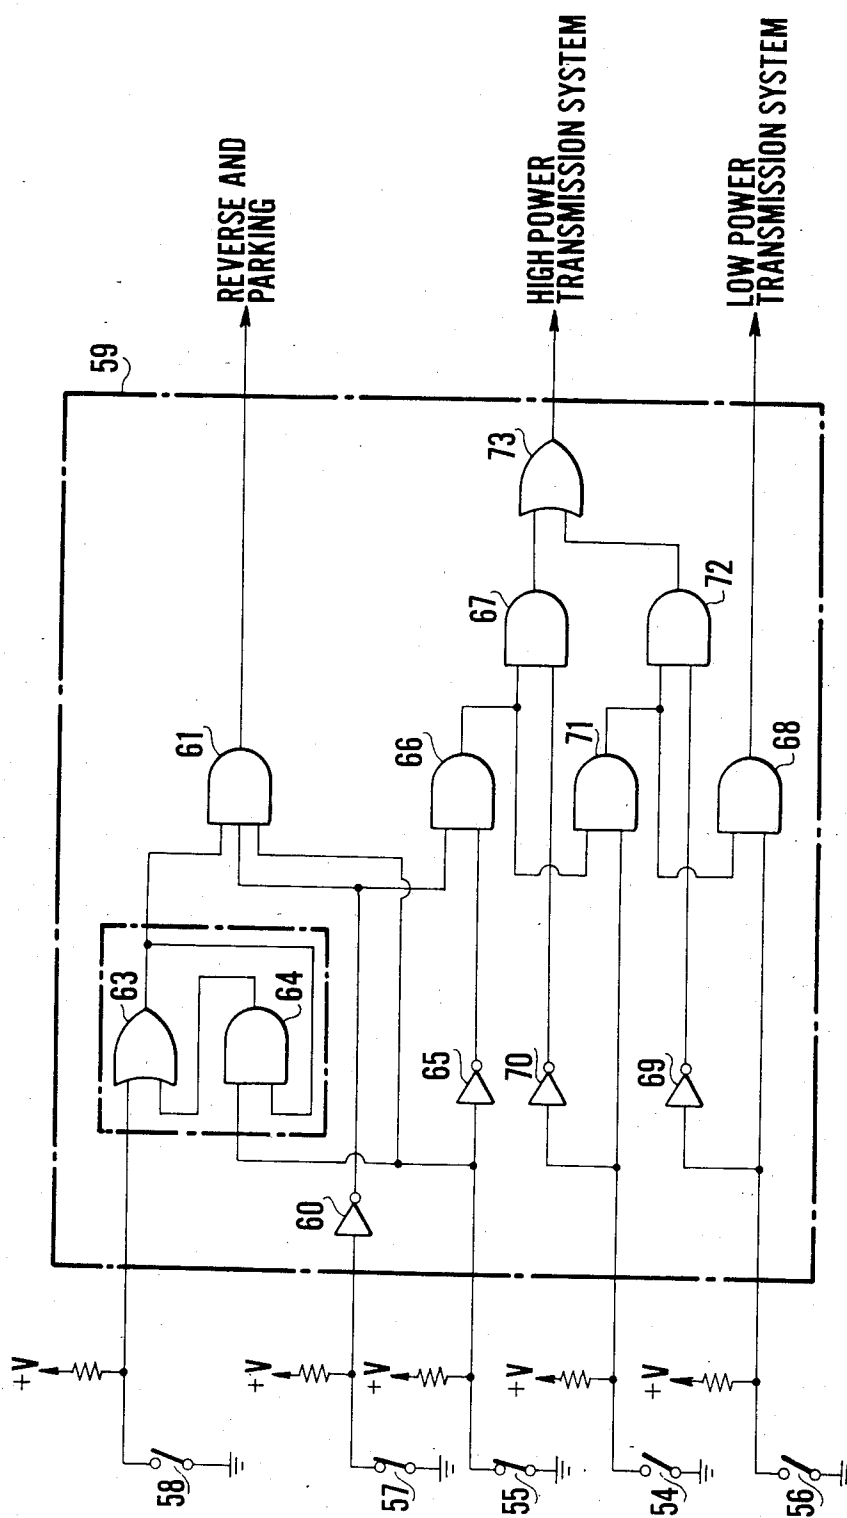 REVERSE AND
PARKING
HIGH POWER
TRANSMISSION SYSTEM
LOW POWER
TRANSMISSION SYSTEM
59
73
67
72
61
66
71
68
63
64
65
70
69
60
+V
+V
+V
+V
+V
58
57
55
54
56